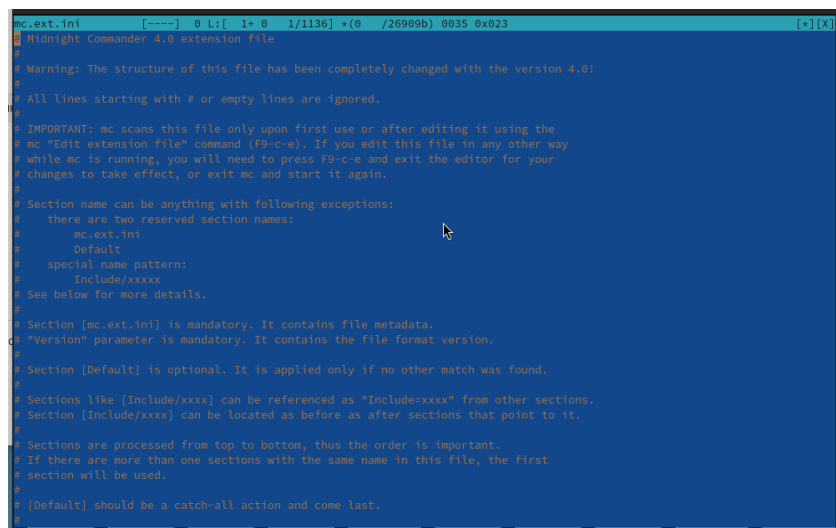 mc.ext.ini [----] 0 L:[ 1+ 0 1/1136] *(0 /26909b) 0035 0x023 [*][X]
# Midnight Commander 4.0 extension file
#
# Warning: The structure of this file has been completely changed with the version 4.0!
#
# All lines starting with # or empty lines are ignored.
#
# IMPORTANT: mc scans this file only upon first use or after editing it using the
# mc "Edit extension file" command (F9-c-e). If you edit this file in any other way
# while mc is running, you will need to press F9-c-e and exit the editor for your
# changes to take effect, or exit mc and start it again.
#
# Section name can be anything with following exceptions:
#    there are two reserved section names:
#        mc.ext.ini
#        Default
#    special name pattern:
#        Include/xxxxx
# See below for more details.
#
# Section [mc.ext.ini] is mandatory. It contains file metadata.
# "Version" parameter is mandatory. It contains the file format version.
#
# Section [Default] is optional. It is applied only if no other match was found.
#
# Sections like [Include/xxxx] can be referenced as "Include=xxxx" from other sections.
# Section [Include/xxxx] can be located as before as after sections that point to it.
#
# Sections are processed from top to bottom, thus the order is important.
# If there are more than one sections with the same name in this file, the first
# section will be used.
#
# [Default] should be a catch-all action and come last.
#